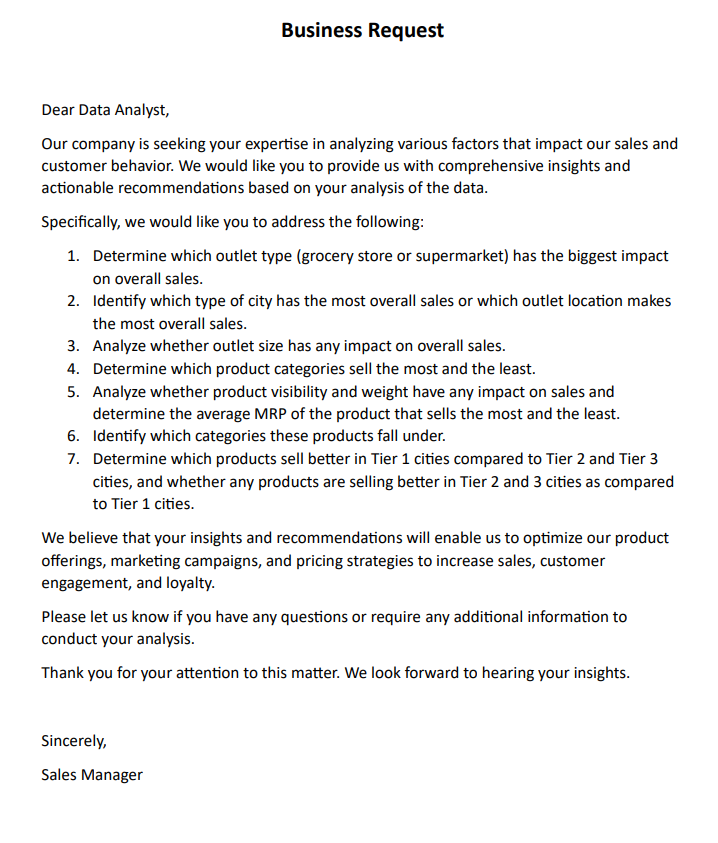 Business Request
Dear Data Analyst,
Our company is seeking your expertise in analyzing various factors that impact our sales and
customer behavior. We would like you to provide us with comprehensive insights and
actionable recommendations based on your analysis of the data.
Specifically, we would like you to address the following:
1. Determine which outlet type (grocery store or supermarket) has the biggest impact
on overall sales.
2. Identify which type of city has the most overall sales or which outlet location makes
the most overall sales.
3. Analyze whether outlet size has any impact on overall sales.
4. Determine which product categories sell the most and the least.
5. Analyze whether product visibility and weight have any impact on sales and
determine the average MRP of the product that sells the most and the least.
6. Identify which categories these products fall under.
7. Determine which products sell better in Tier 1 cities compared to Tier 2 and Tier 3
cities, and whether any products are selling better in Tier 2 and 3 cities as compared
to Tier 1 cities.
We believe that your insights and recommendations will enable us to optimize our product
offerings, marketing campaigns, and pricing strategies to increase sales, customer
engagement, and loyalty.
Please let us know if you have any questions or require any additional information to
conduct your analysis.
Thank you for your attention to this matter. We look forward to hearing your insights.
Sincerely,
Sales Manager